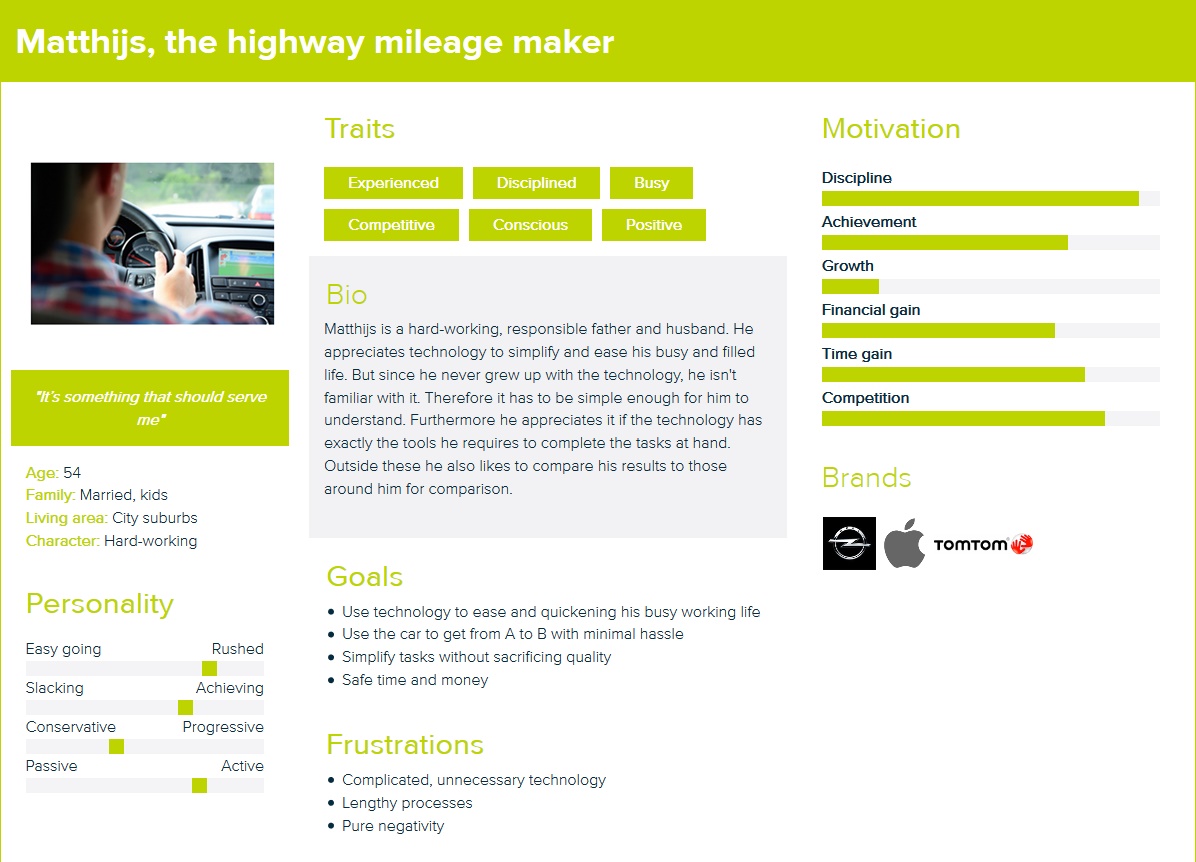 Matthijs, the highway mileage maker
"It's something that should serve
me"
Age: 54
Family: Married, kids
Living area: City suburbs
Character: Hard-working
Personality
Easy going Rushed
Slacking Achieving
Conservative Progressive
Passive Active
Traits
Experienced Disciplined Busy
Competitive Conscious Positive
Bio
Matthijs is a hard-working, responsible father and husband. He
appreciates technology to simplify and ease his busy and filled
life. But since he never grew up with the technology, he isn't
familiar with it. Therefore it has to be simple enough for him to
understand. Furthermore he appreciates it if the technology has
exactly the tools he requires to complete the tasks at hand.
Outside these he also likes to compare his results to those
around him for comparison.
Goals
Use technology to ease and quickening his busy working life
Use the car to get from A to B with minimal hassle
Simplify tasks without sacrificing quality
Safe time and money
Frustrations
Complicated, unnecessary technology
Lengthy processes
Pure negativity
Motivation
Discipline
Achievement
Growth
Financial gain
Time gain
Competition
Brands
TOMTOM